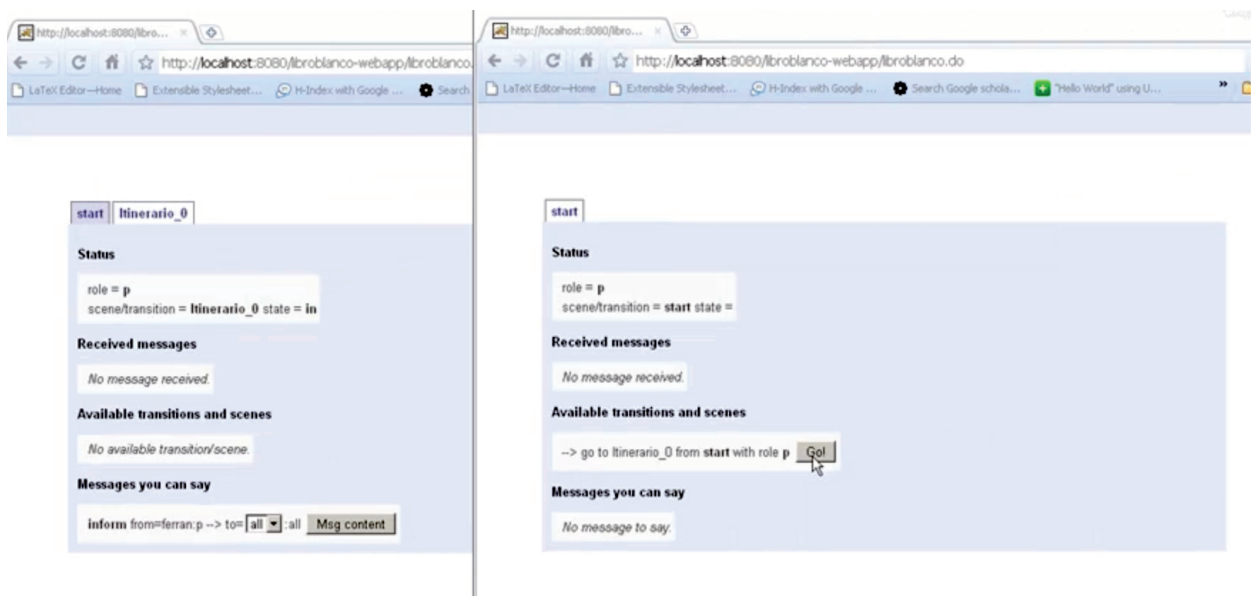 http://localhost:8080/libro...
http://localhost:8080/libroblanco-webapp/libroblanco.
LaTeX Editor—Home Extensible Stylesheet... H-Index with Google ... Search
start Itinerario_0
Status
role = p
scene/transition = Itinerario_0 state = in
Received messages
No message received.
Available transitions and scenes
No available transition/scene.
Messages you can say
inform from=ferran:p --> to= all :all Msg content
http://localhost:8080/libro...
http://localhost:8080/libroblanco-webapp/libroblanco.do
LaTeX Editor—Home Extensible Stylesheet... H-Index with Google ... Search Google schola... "Hello World" using U... »
start
Status
role = p
scene/transition = start state =
Received messages
No message received.
Available transitions and scenes
--> go to Itinerario_0 from start with role p Go!
Messages you can say
No message to say.